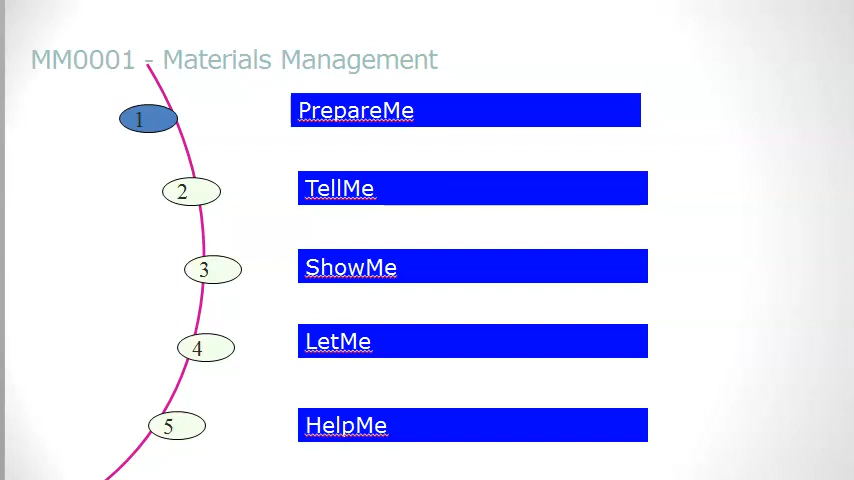 MM0001 - Materials Management
1 PrepareMe
2 TellMe
3 ShowMe
4 LetMe
5 HelpMe